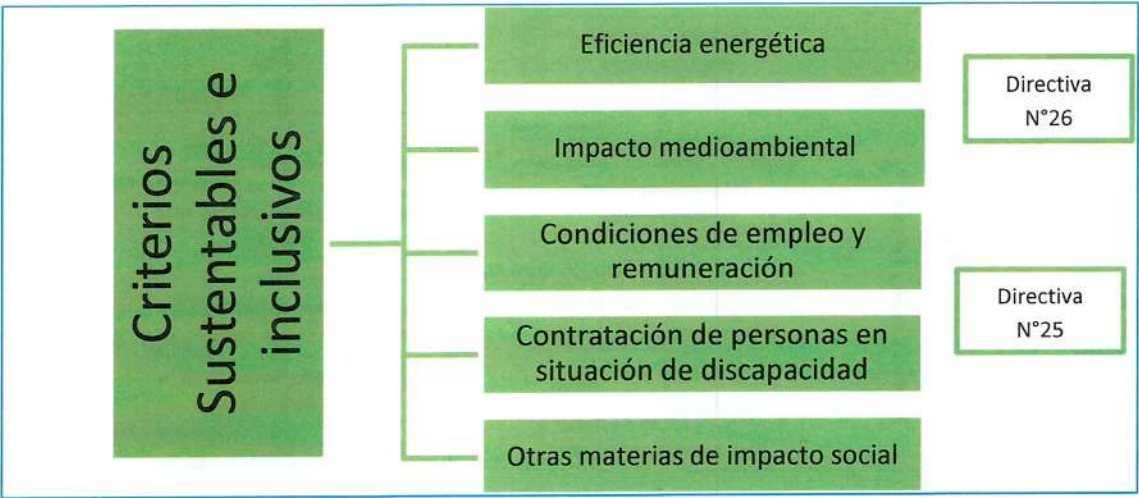 Criterios
Sustentables e
inclusivos
Eficiencia energética
Impacto medioambiental
Condiciones de empleo y
remuneración
Contratación de personas en
situación de discapacidad
Otras materias de impacto social
Directiva
N°26
Directiva
N°25